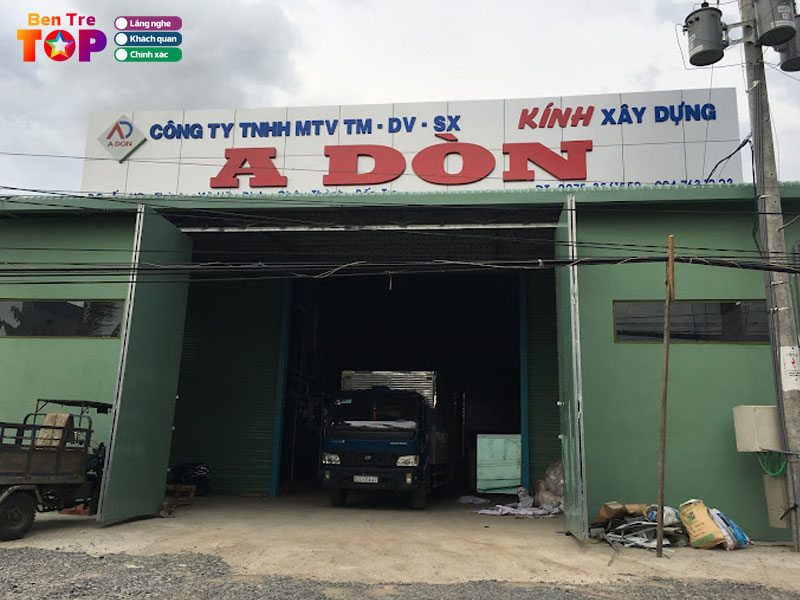 Ben Tre
TOP
Lắng nghe
Khách quan
Chính xác
A DON
CÔNG TY TNHH MTV TM - DV - SX
KÍNH XÂY DỰNG
A DÒN